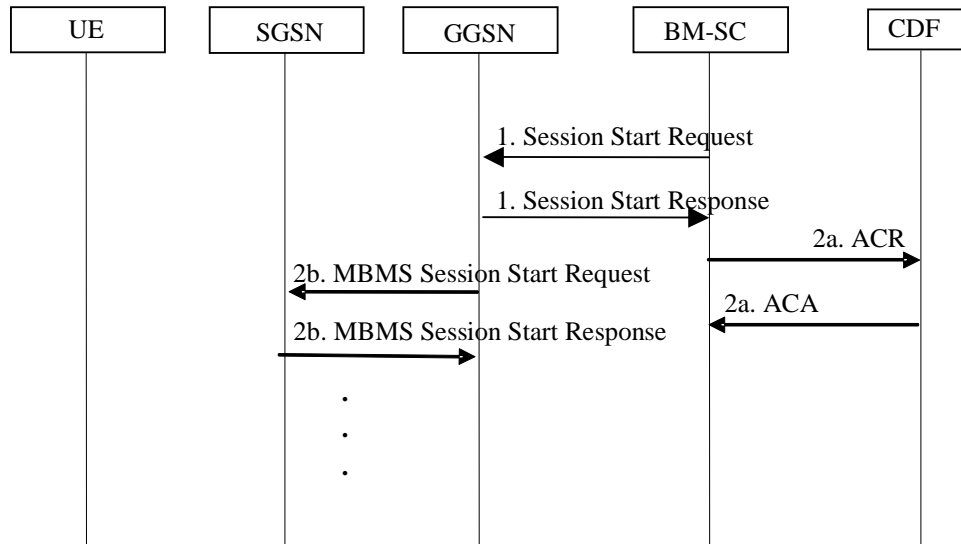 UE
SGSN
GGSN
BM-SC
CDF
1. Session Start Request
1. Session Start Response
2a. ACR
2b. MBMS Session Start Request
2a. ACA
2b. MBMS Session Start Response